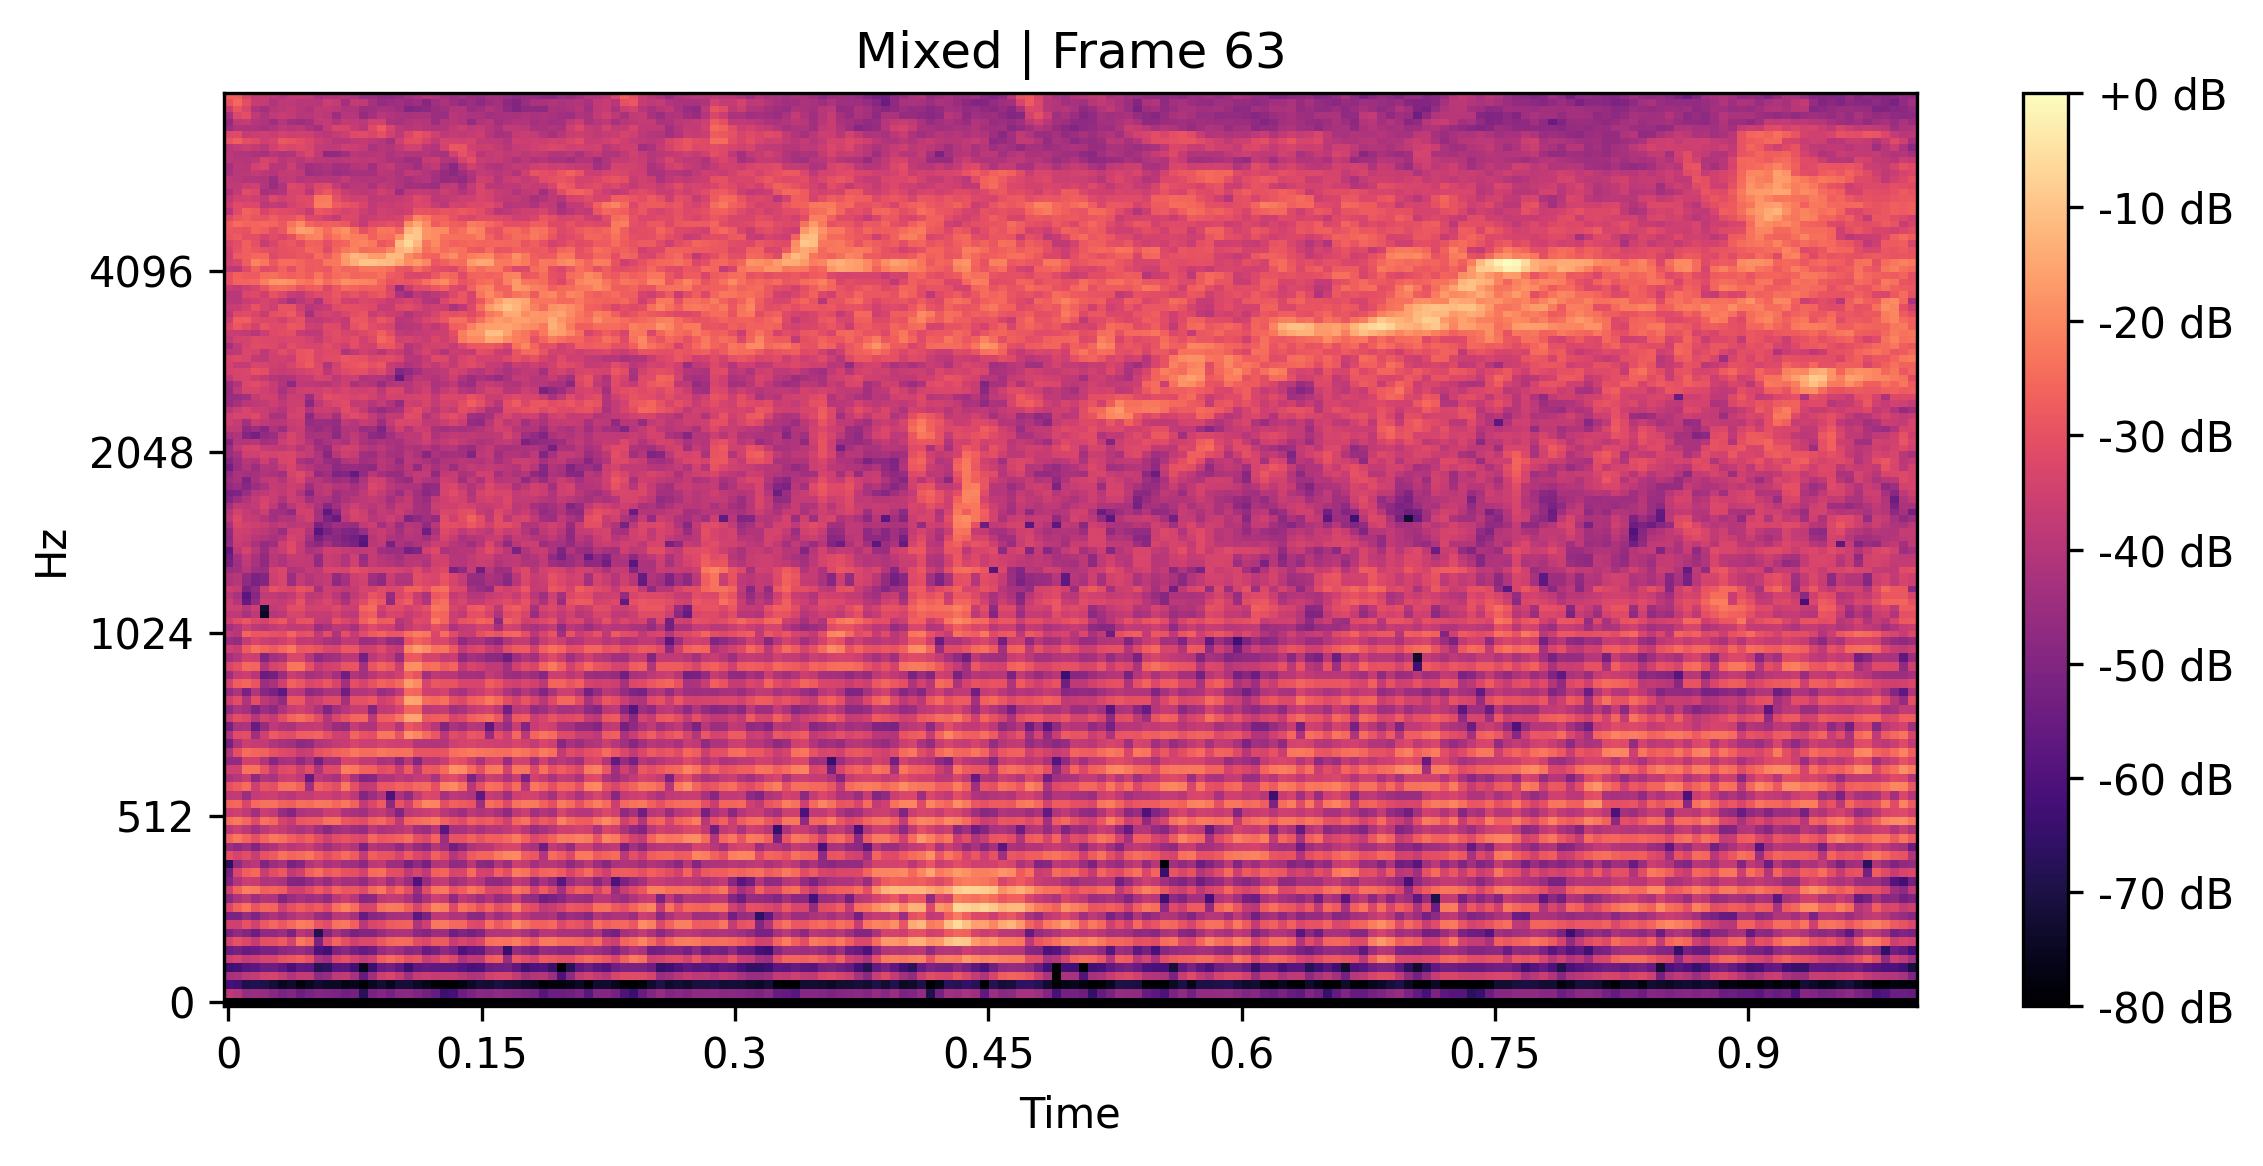 Mixed | Frame 63
Hz
4096
2048
1024
512
0
0
0.15
0.3
0.45
0.6
0.75
0.9
Time
+0 dB
-10 dB
-20 dB
-30 dB
-40 dB
-50 dB
-60 dB
-70 dB
-80 dB